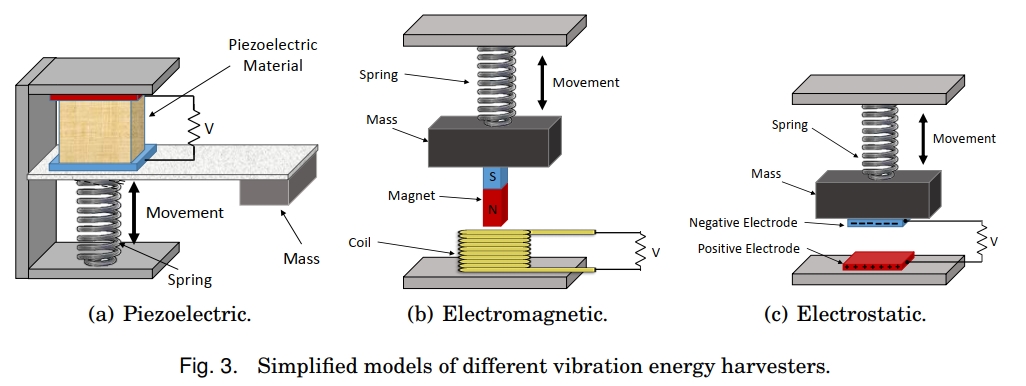 Piezoelectric
Material
V
Movement
Mass
Spring
(a) Piezoelectric.
Spring
Movement
Mass
S
Magnet
N
Coil
V
(b) Electromagnetic.
Spring
Movement
Mass
Negative Electrode
Positive Electrode
V
(c) Electrostatic.
Fig. 3. Simplified models of different vibration energy harvesters.